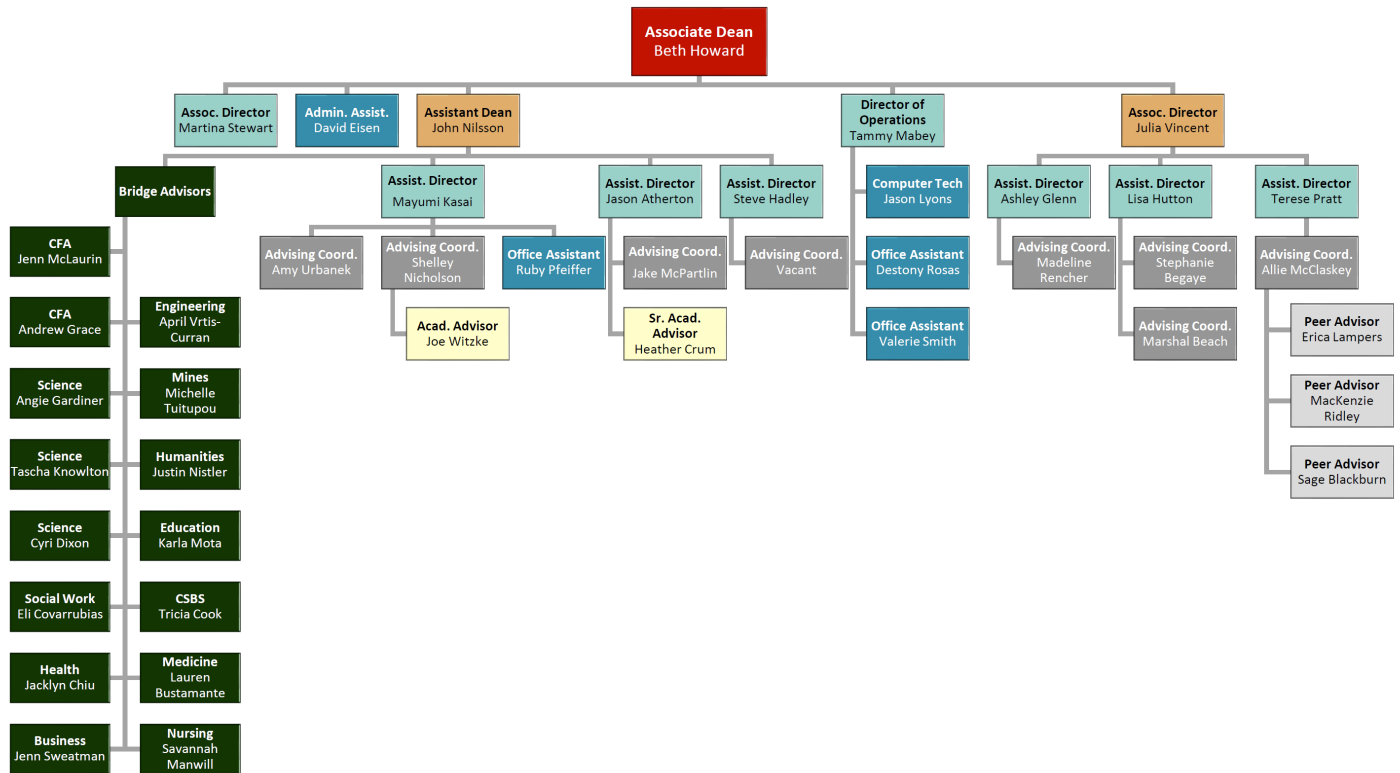 Associate Dean
Beth Howard
Assoc. Director
Martina Stewart
Admin. Assist.
David Eisen
Assistant Dean
John Nilsson
Director of
Operations
Tammy Mabey
Assoc. Director
Julia Vincent
Bridge Advisors
Assist. Director
Mayumi Kasai
Assist. Director
Jason Atherton
Assist. Director
Steve Hadley
Computer Tech
Jason Lyons
Assist. Director
Ashley Glenn
Assist. Director
Lisa Hutton
Assist. Director
Terese Pratt
CFA
Jenn McLaurin
Advising Coord.
Amy Urbanek
Advising Coord.
Shelley
Nicholson
Office Assistant
Ruby Pfeiffer
Advising Coord.
Jake McPartlin
Advising Coord.
Vacant
Office Assistant
Destony Rosas
Advising Coord.
Madeline
Rencher
Advising Coord.
Stephanie
Begaye
Advising Coord.
Allie McClaskey
CFA
Andrew Grace
Engineering
April Vrtis-
Curran
Acad. Advisor
Joe Witzke
Sr. Acad.
Advisor
Heather Crum
Office Assistant
Valerie Smith
Advising Coord.
Marshal Beach
Peer Advisor
Erica Lampers
Science
Angie Gardiner
Mines
Michelle
Tuitupou
Peer Advisor
MacKenzie
Ridley
Science
Tascha Knowlton
Humanities
Justin Nistler
Peer Advisor
Sage Blackburn
Science
Cyri Dixon
Education
Karla Mota
Social Work
Eli Covarrubias
CSBS
Tricia Cook
Health
Jacklyn Chiu
Medicine
Lauren
Bustamante
Business
Jenn Sweatman
Nursing
Savannah
Manwill